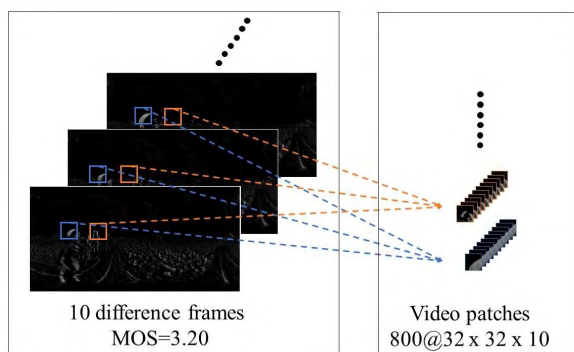 10 difference frames
MOS=3.20
Video patches
800@32 x 32 x 10